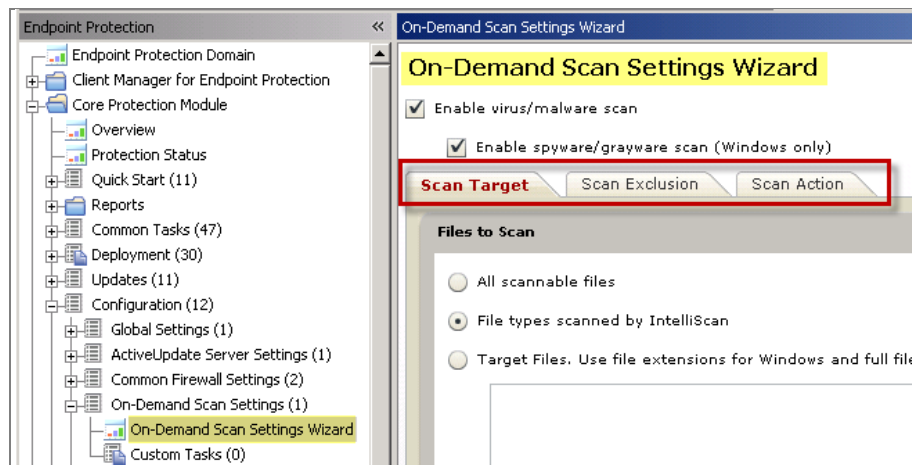 Endpoint Protection
Endpoint Protection Domain
Client Manager for Endpoint Protection
Core Protection Module
Overview
Protection Status
Quick Start (11)
Reports
Common Tasks (47)
Deployment (30)
Updates (11)
Configuration (12)
Global Settings (1)
ActiveUpdate Server Settings (1)
Common Firewall Settings (2)
On-Demand Scan Settings (1)
On-Demand Scan Settings Wizard
Custom Tasks (0)
On-Demand Scan Settings Wizard
On-Demand Scan Settings Wizard
Enable virus/malware scan
Enable spyware/grayware scan (Windows only)
Scan Target Scan Exclusion Scan Action
Files to Scan
All scannable files
File types scanned by IntelliScan
Target Files. Use file extensions for Windows and full file